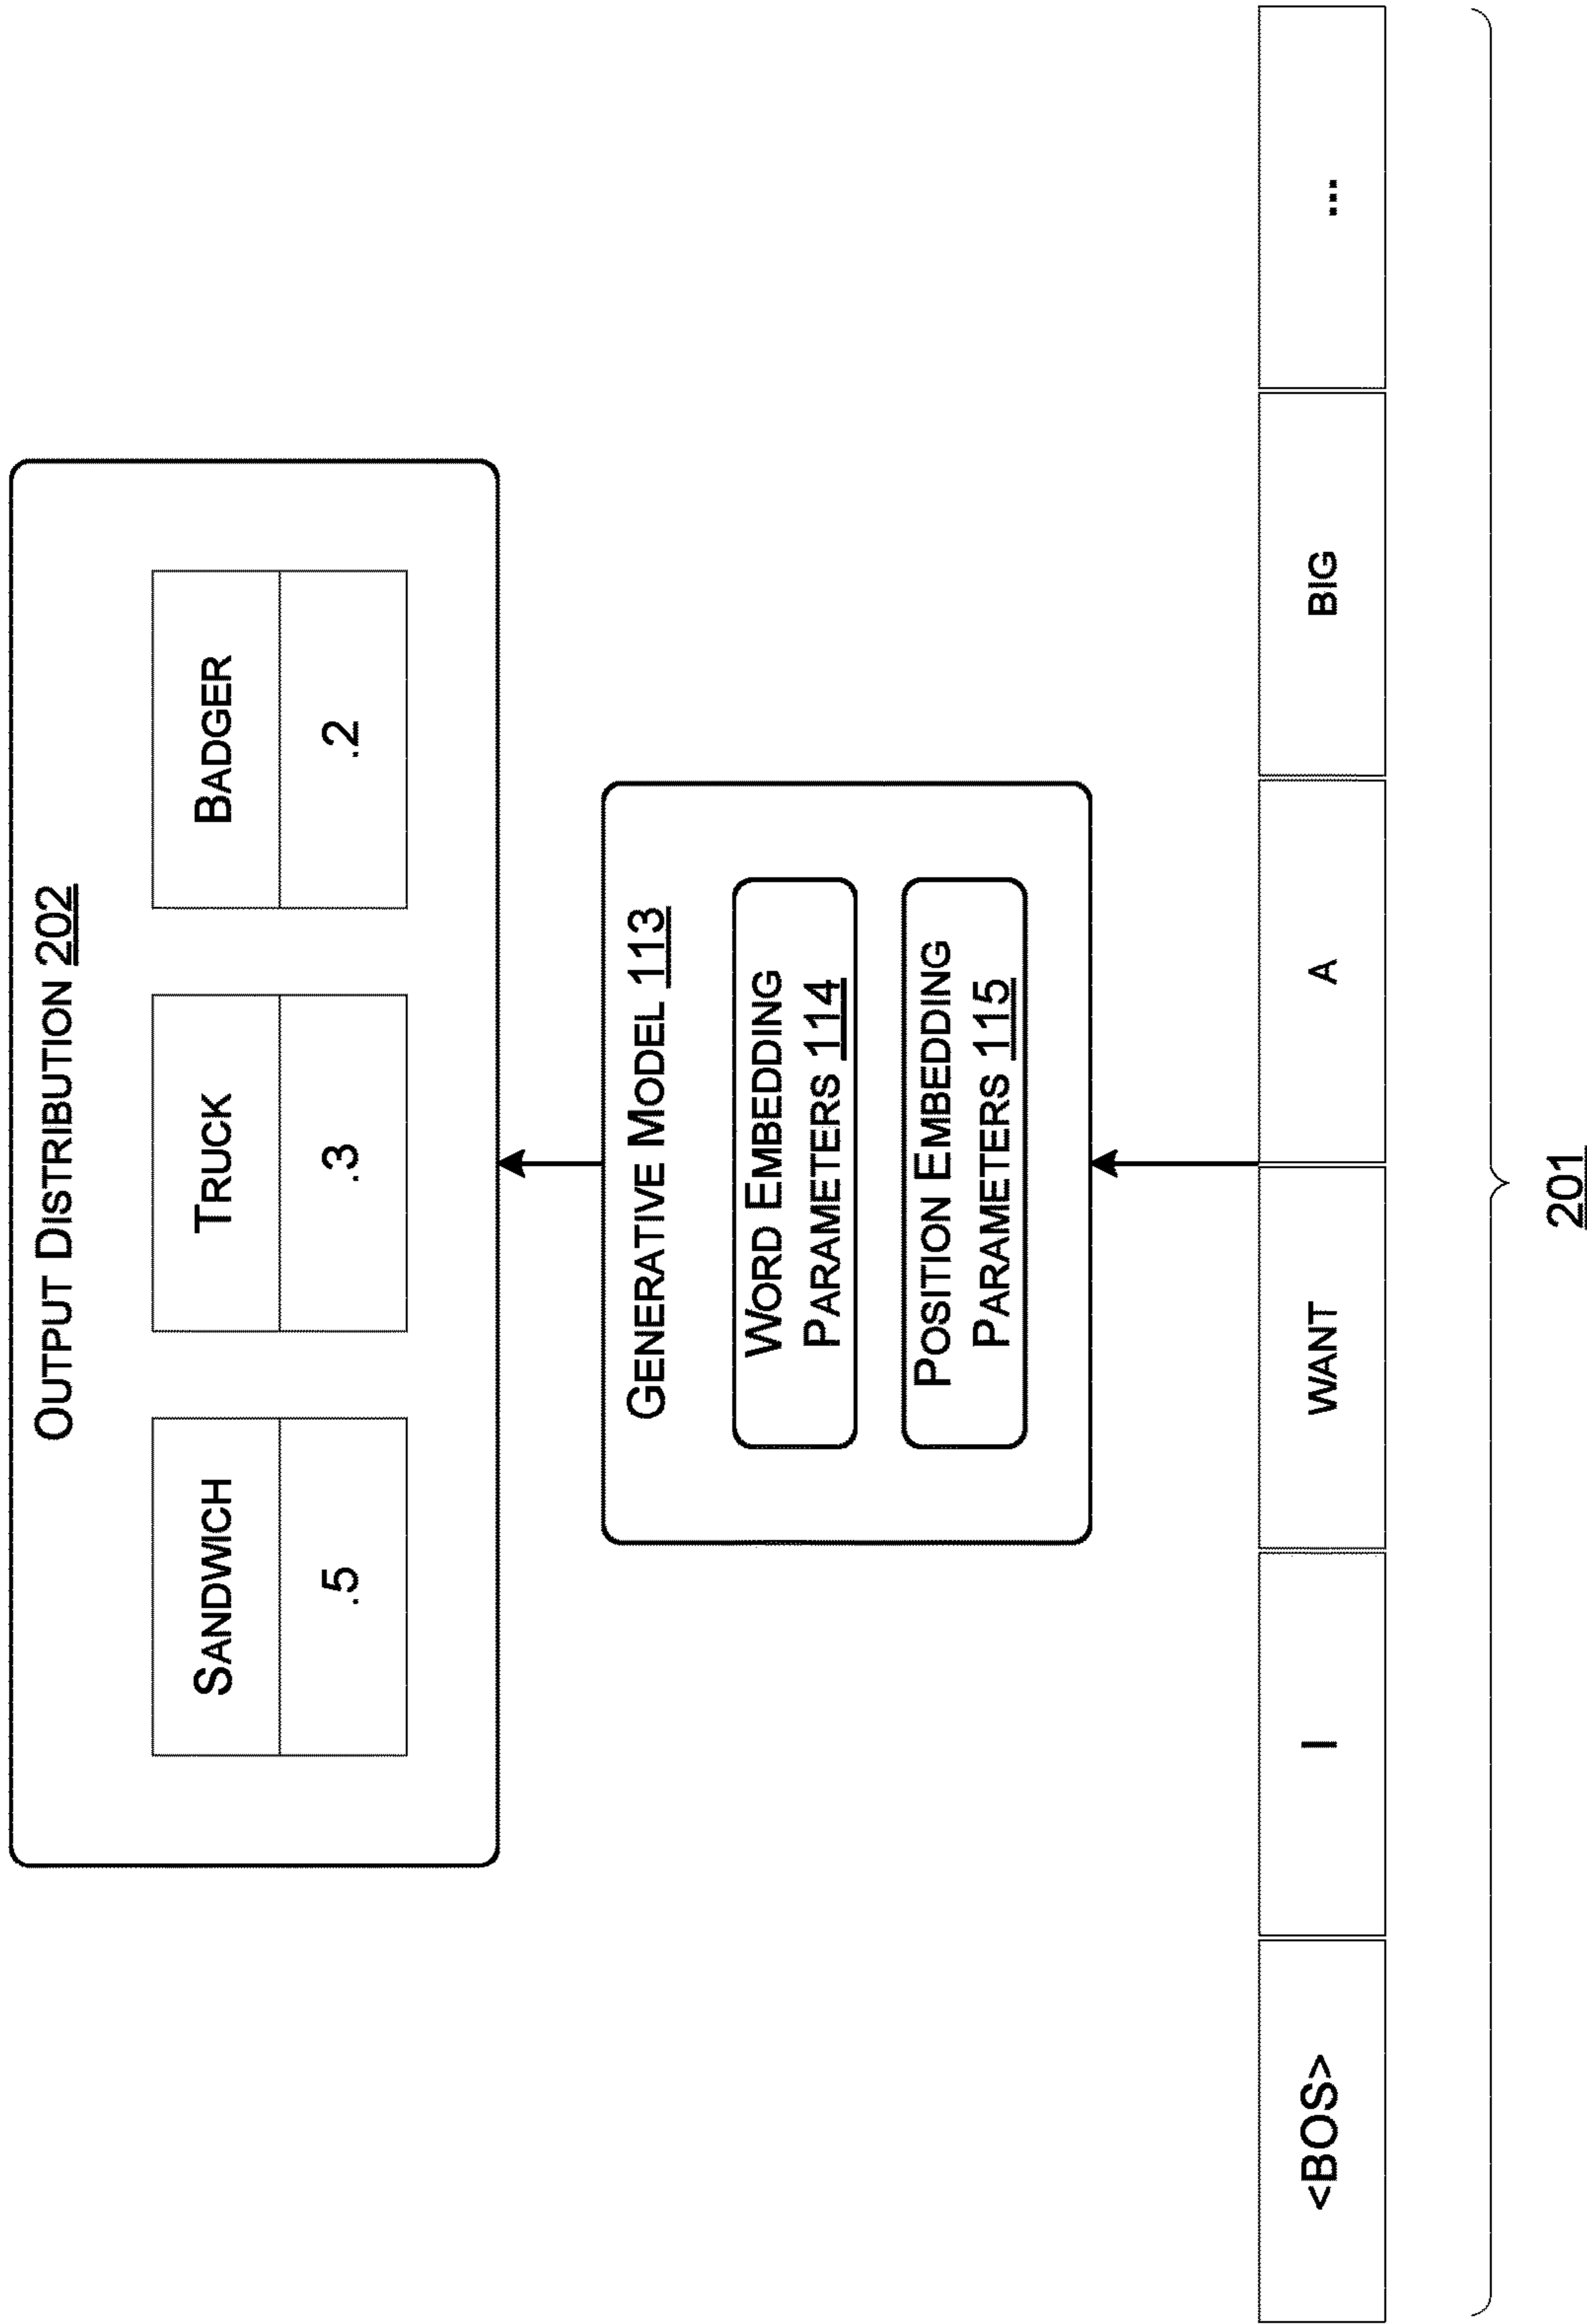 OUTPUT DISTRIBUTION 202
SANDWICH
TRUCK
BADGER
.5
.3
.2
GENERATIVE MODEL 113
WORD EMBEDDING
PARAMETERS 114
POSITION EMBEDDING
PARAMETERS 115
<BOS>
I
WANT
A
BIG
...
201